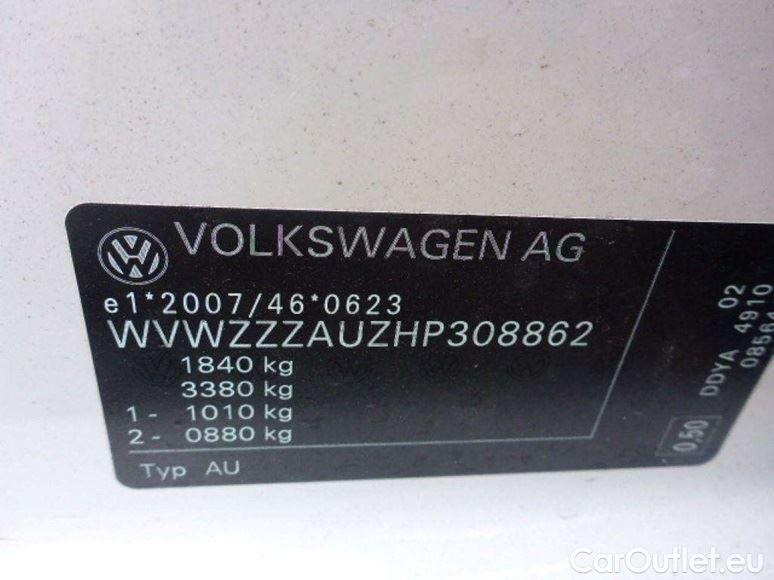 VOLKSWAGEN AG
e1*2007/46*0623
WVWZZZAUZHP308862
1840 kg
3380 kg
1 - 1010 kg
2 - 0880 kg
Typ AU
02
DDYA 4910
08564
0,50
CarOutlet.eu